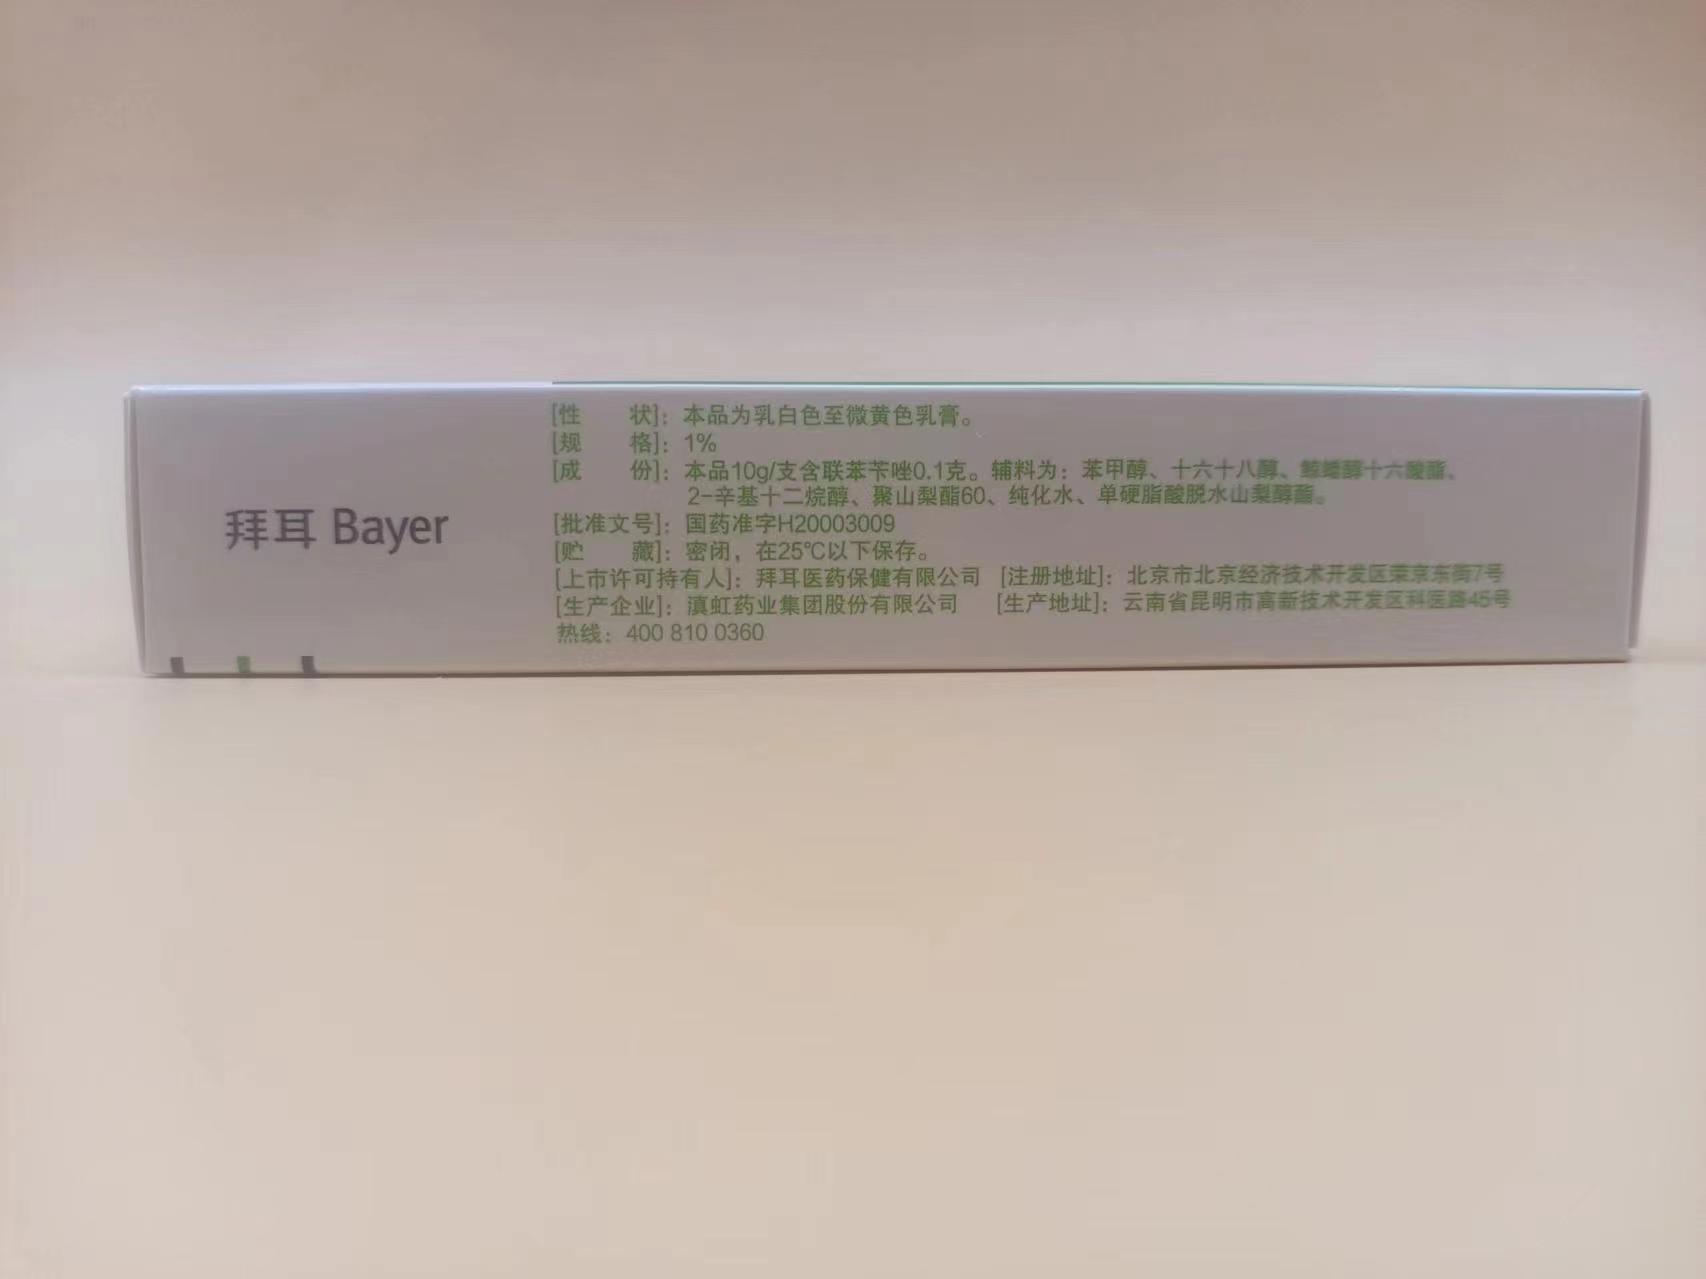 拜耳 Bayer
[性 状]：本品为乳白色至微黄色乳膏。
[规 格]：1%
[成 份]：本品10g/支含联苯苄唑0.1克。辅料为：苯甲醇、十六十八醇、鲸蜡醇十六酸酯、
2-辛基十二烷醇、聚山梨酯60、纯化水、单硬脂酸脱水山梨醇酯。
[批准文号]：国药准字H20003009
[贮 藏]：密闭，在25℃以下保存。
[上市许可持有人]：拜耳医药保健有限公司 [注册地址]：北京市北京经济技术开发区荣京东街7号
[生产企业]：滇虹药业集团股份有限公司 [生产地址]：云南省昆明市高新技术开发区科医路45号
热线：400 810 0360